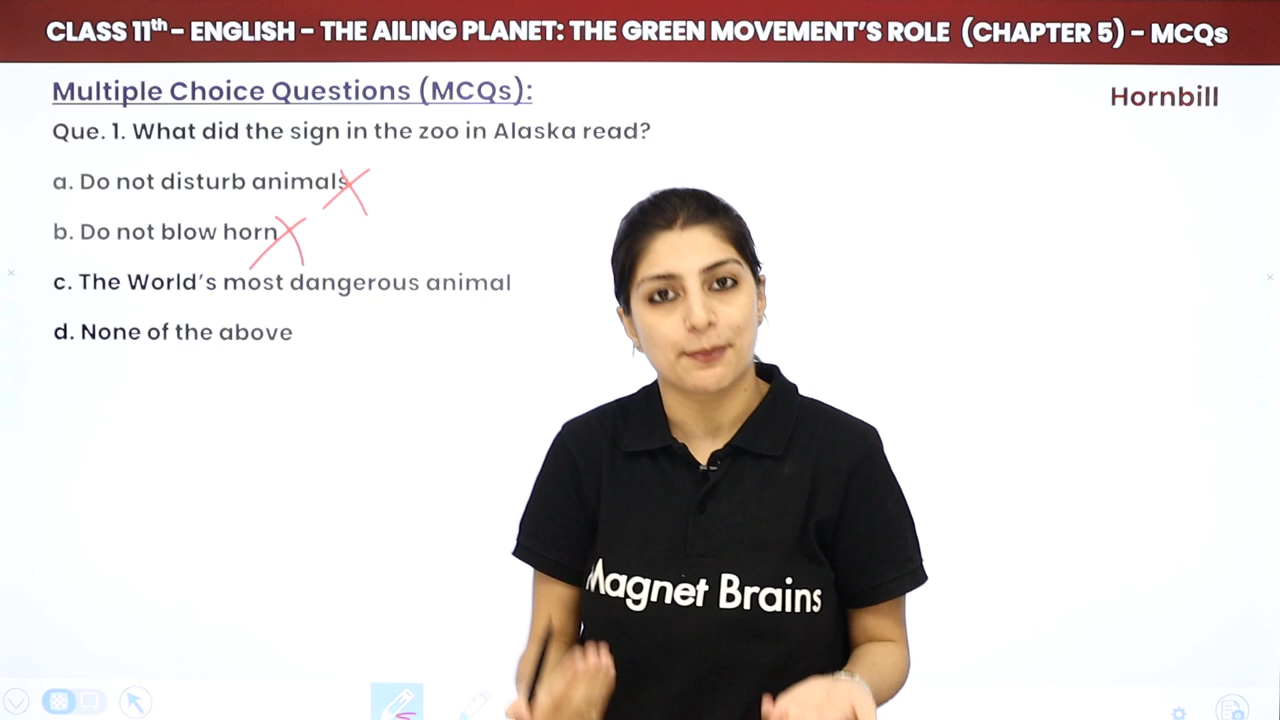 CLASS 11th - ENGLISH - THE AILING PLANET: THE GREEN MOVEMENT'S ROLE (CHAPTER 5) - MCQs
Multiple Choice Questions (MCQs):
Hornbill
Que. 1. What did the sign in the zoo in Alaska read?
a. Do not disturb animals
b. Do not blow horn
c. The World's most dangerous animal
d. None of the above
Magnet Brains